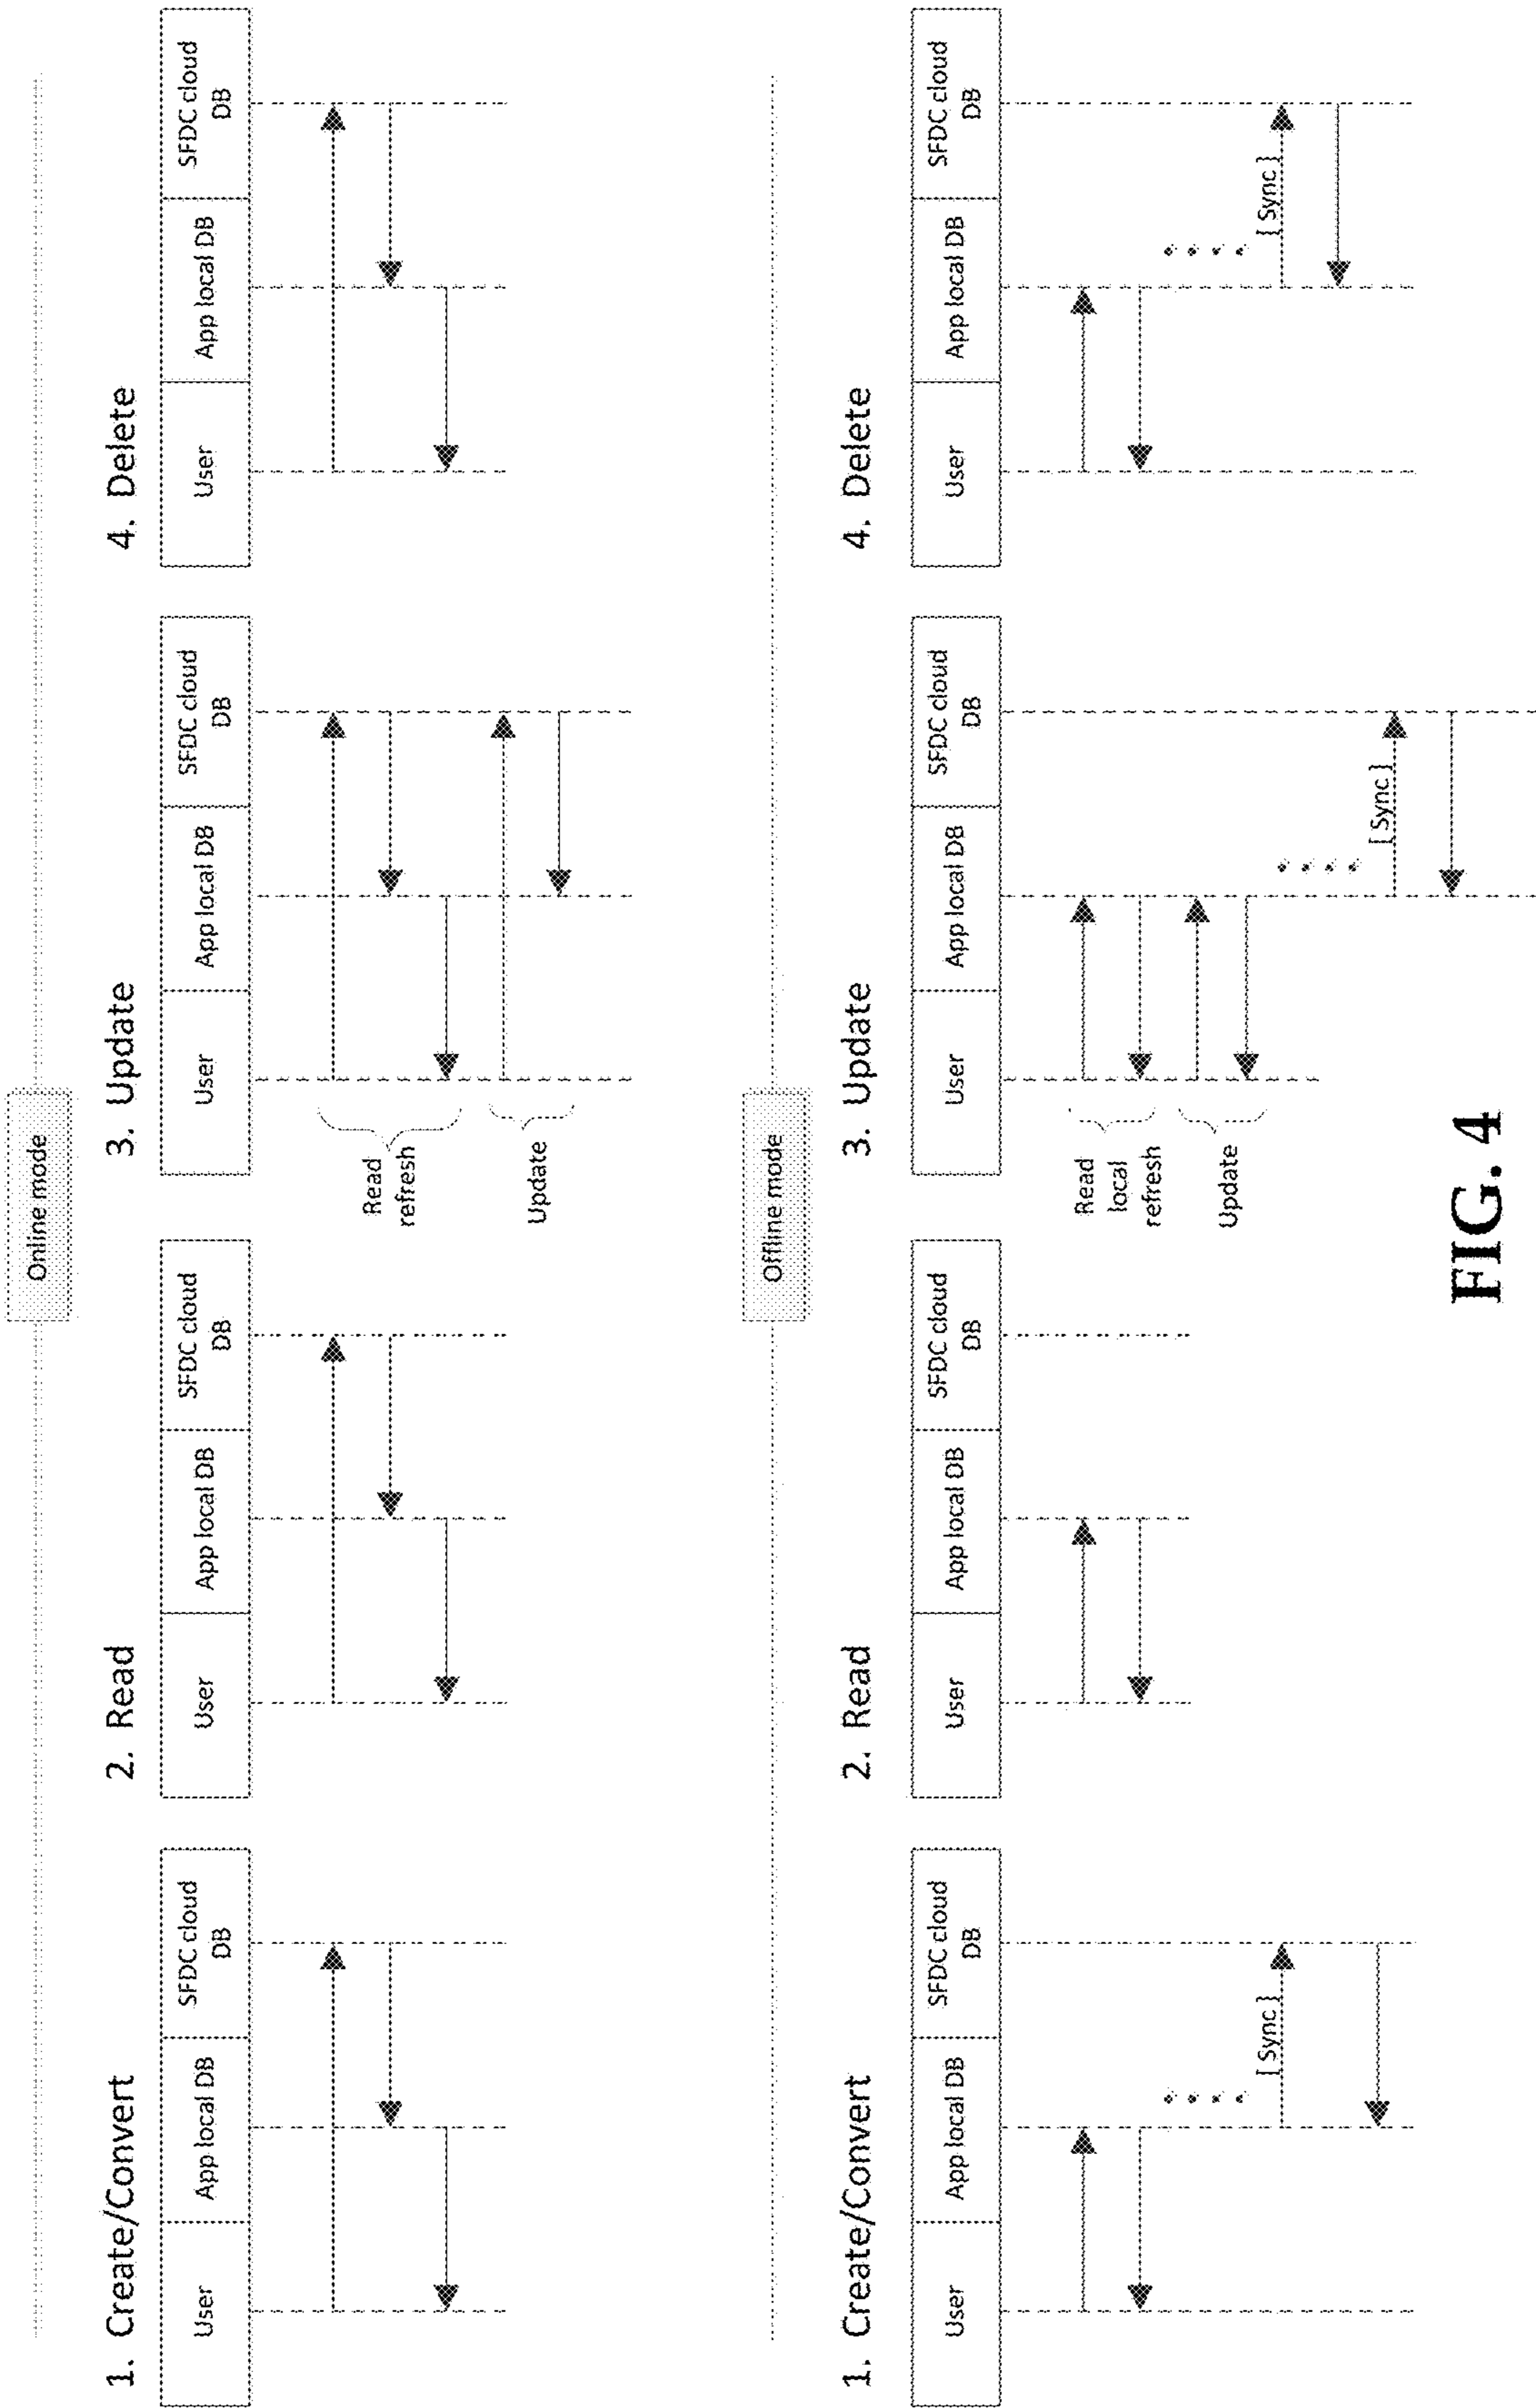 Online mode
1. Create/Convert
User
App local DB
SFDC cloud
DB
2. Read
User
App local DB
SFDC cloud
DB
3. Update
User
App local DB
SFDC cloud
DB
Read
refresh
Update
4. Delete
User
App local DB
SFDC cloud
DB
Offline mode
1. Create/Convert
User
App local DB
SFDC cloud
DB
[ Sync ]
2. Read
User
App local DB
SFDC cloud
DB
3. Update
User
App local DB
SFDC cloud
DB
Read
local
refresh
Update
[ Sync ]
4. Delete
User
App local DB
SFDC cloud
DB
[ Sync ]
FIG. 4